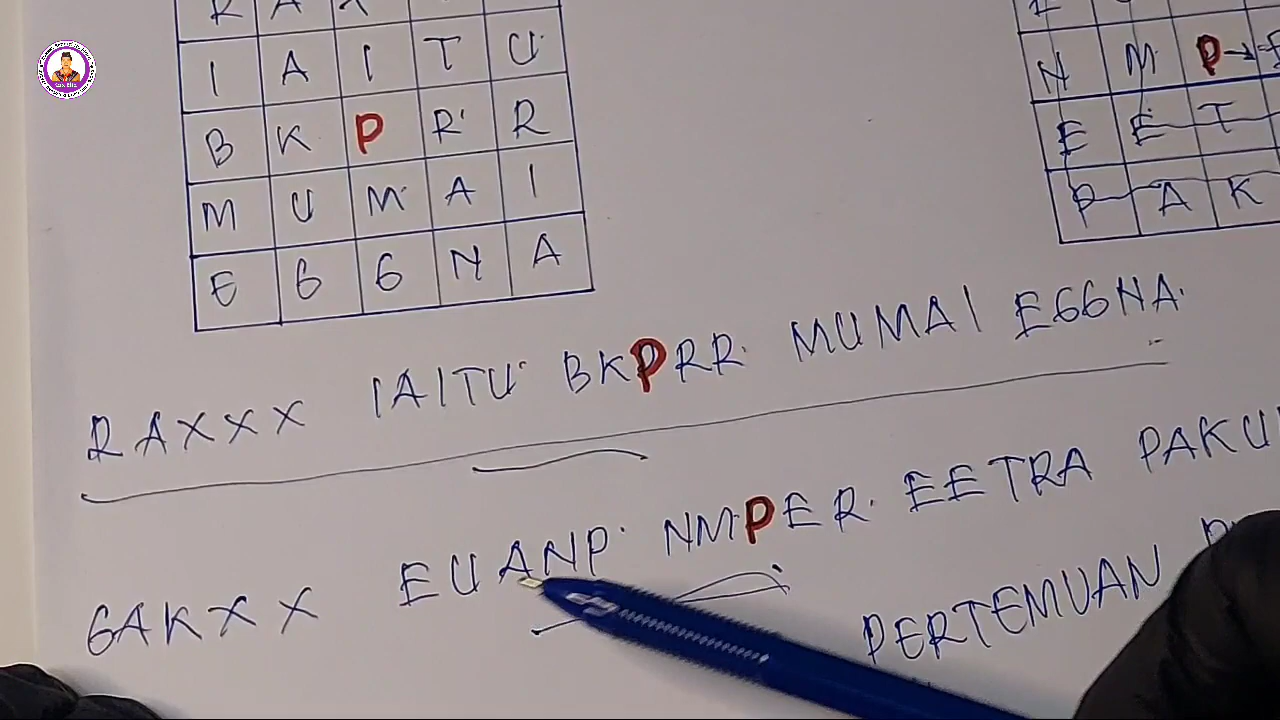 I A I T U
B K P R R
M U M A I
E G G N A
N M P
E E T
P A K
RAXXX IAITU BKPRR MUMAI EGGNA
GAKXX EUANP NMPER EETRA PAKU
PERTEMUAN